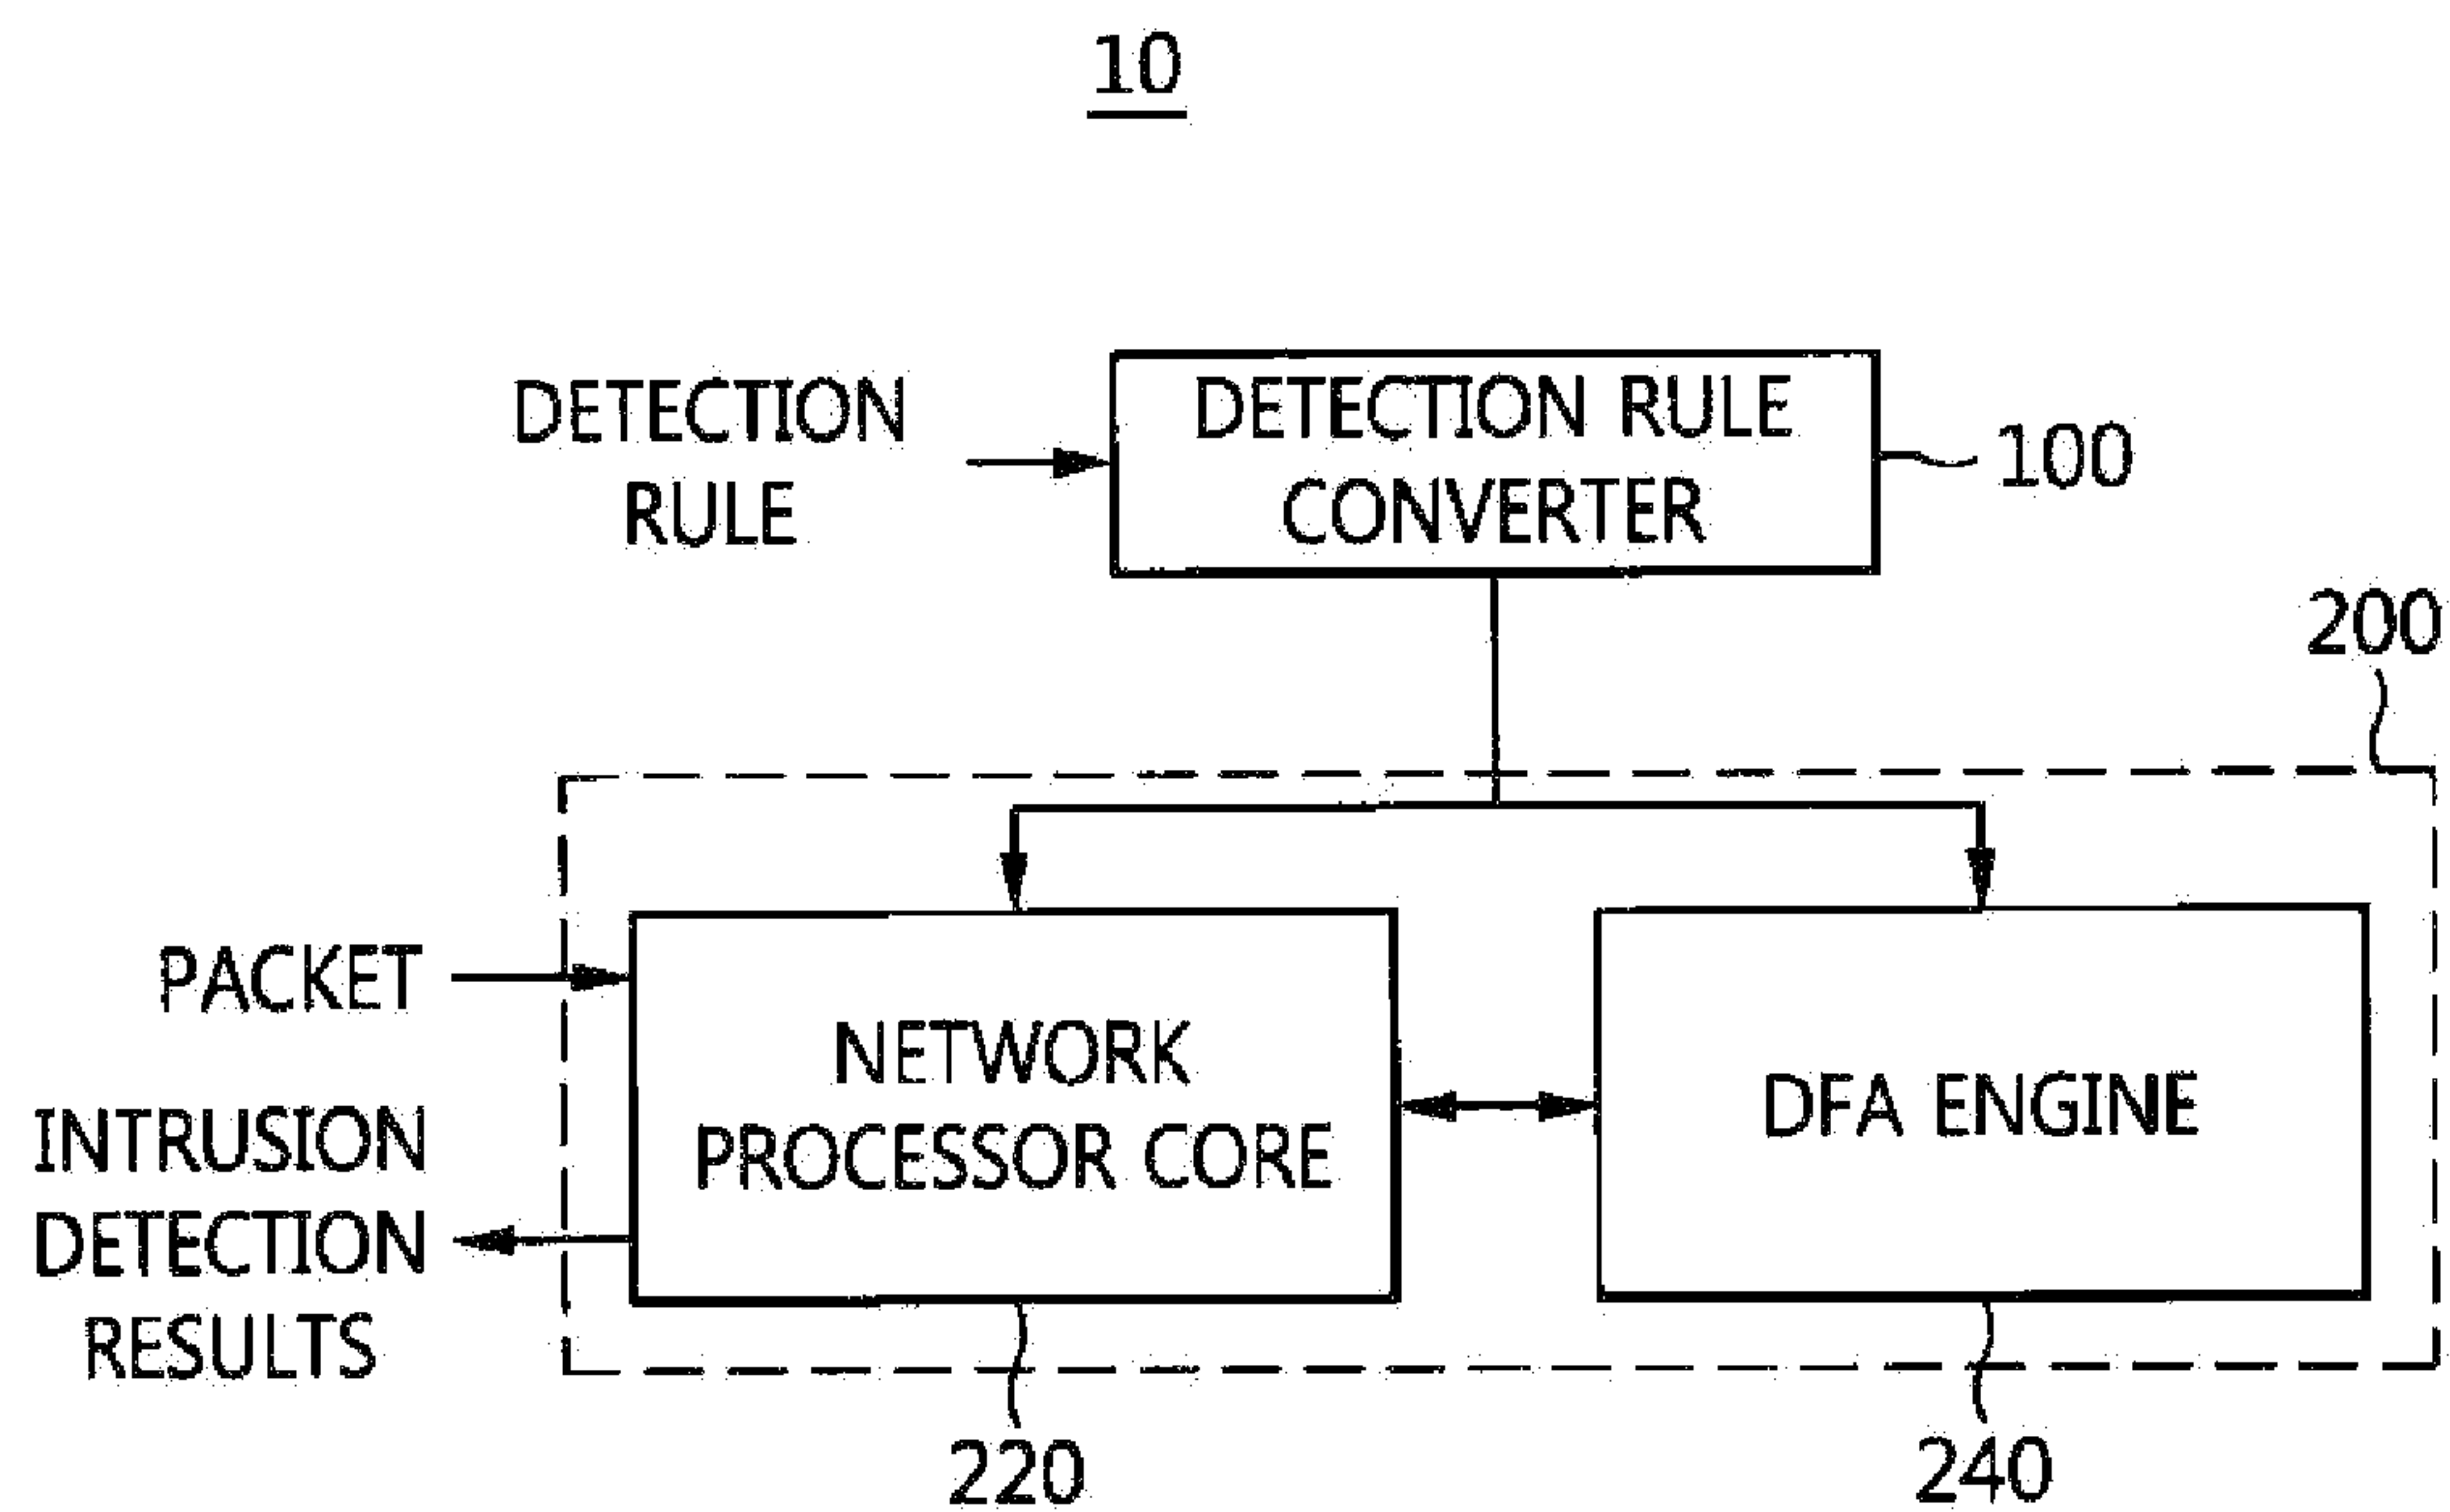 10
DETECTION
RULE
DETECTION RULE
CONVERTER
100
200
PACKET
INTRUSION
DETECTION
RESULTS
NETWORK
PROCESSOR CORE
DFA ENGINE
220
240